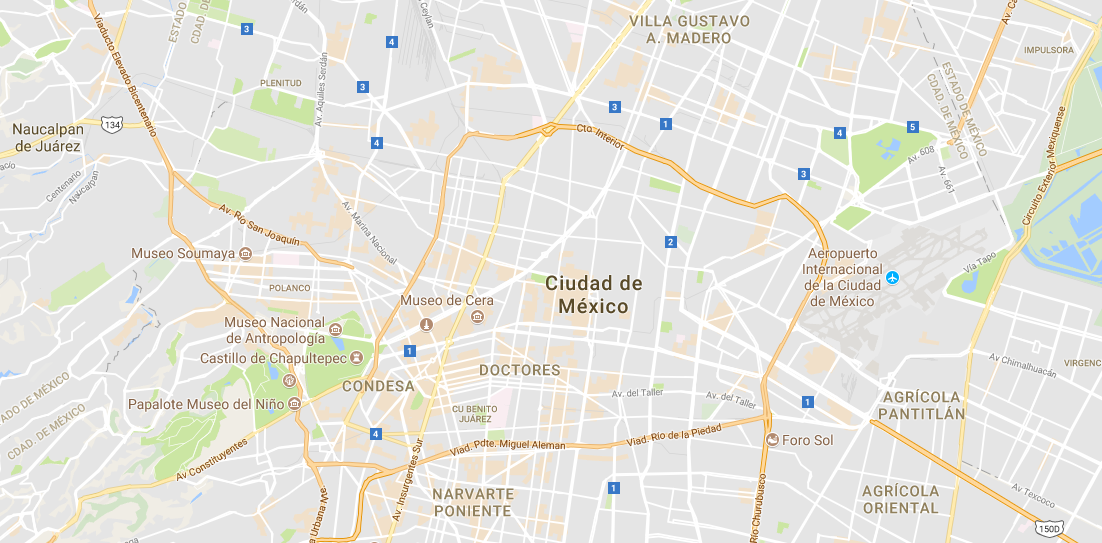 VILLA GUSTAVO
A. MADERO
ESTADO
CDAD. DE
Ceylan
3
4
IMPULSORA
Viaducto Elevado Bicentenario
PLENITUD
Av. Aquiles Serdán
3
3
1
4
5
ESTADO DE MÉXICO
CDAD. DE MÉXICO
Naucalpan
de Juárez
134
4
Cto. Interior
Av. 608
Av. 661
3
Circuito Exterior Mexiquense
Centenario
Naucalpan
Av. Río San Joaquín
Av. Marina Nacional
2
Museo Soumaya
Aeropuerto
Internacional
de la Ciudad
de México
Vía Tapo
POLANCO
Ciudad de
México
Museo de Cera
Museo Nacional
de Antropología
1
Castillo de Chapultepec
CONDESA
DOCTORES
Av Chimalhuacán
VIRGENC
ADO DE MÉXICO
CDAD. DE MÉXICO
Papalote Museo del Niño
CU BENITO
JUÁREZ
Av. del Taller
Av. del Taller
1
AGRÍCOLA
PANTITLÁN
4
Av Constituyentes
Viad. Pdte. Miguel Aleman
Viad. Río de la Piedad
Foro Sol
Av. Insurgentes Sur
a Urbana Ave
NARVARTE
PONIENTE
1
Río Churubusco
AGRÍCOLA
ORIENTAL
Av Texcoco
150D